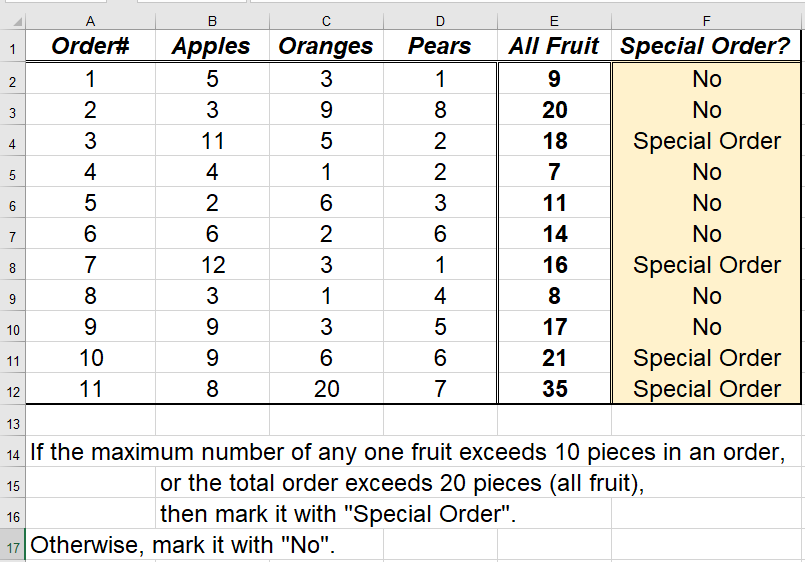 A B C D E F
1 Order# Apples Oranges Pears All Fruit Special Order?
2 1 5 3 1 9 No
3 2 3 9 8 20 No
4 3 11 5 2 18 Special Order
5 4 4 1 2 7 No
6 5 2 6 3 11 No
7 6 6 2 6 14 No
8 7 12 3 1 16 Special Order
9 8 3 1 4 8 No
10 9 9 3 5 17 No
11 10 9 6 6 21 Special Order
12 11 8 20 7 35 Special Order
13
14 If the maximum number of any one fruit exceeds 10 pieces in an order,
15 or the total order exceeds 20 pieces (all fruit),
16 then mark it with "Special Order".
17 Otherwise, mark it with "No".